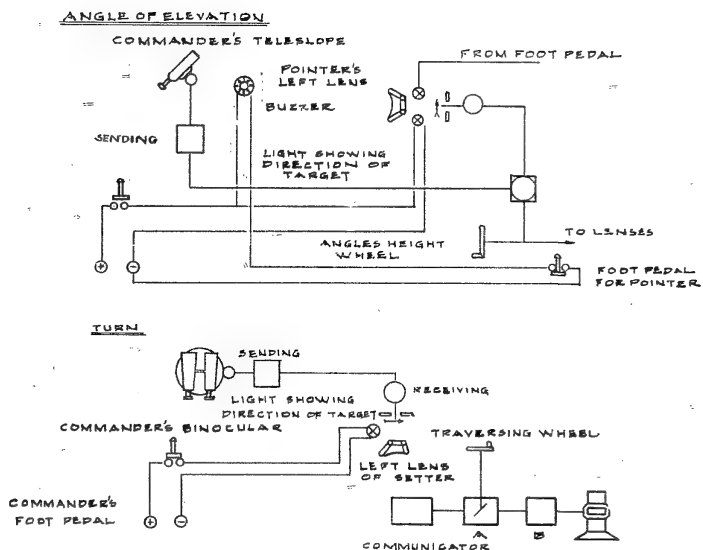 ANGLE OF ELEVATION
COMMANDER'S TELESLOPE
FROM FOOT PEDAL
POINTER'S
LEFT LENS
BUZZER
SENDING
LIGHT SHOWING
DIRECTION OF
TARGET
ANGLES HEIGHT
WHEEL
TO LENSES
FOOT PEDAL
FOR POINTER
+
-
TURN
SENDING
RECEIVING
LIGHT SHOWING
DIRECTION OF TARGET
COMMANDER'S BINOCULAR
TRAVERSING WHEEL
LEFT LENS
OF SETTER
COMMANDER'S
FOOT PEDAL
+
-
A
B
COMMUNICATOR